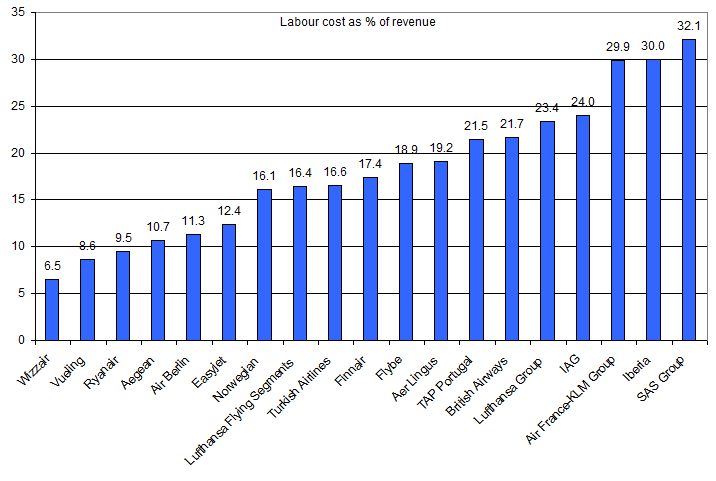 Labour cost as % of revenue
35
30
25
20
15
10
5
0
6.5
8.6
9.5
10.7
11.3
12.4
16.1
16.4
16.6
17.4
18.9
19.2
21.5
21.7
23.4
24.0
29.9
30.0
32.1
Wizzair
Vueling
Ryanair
Aegean
Air Berlin
Easyjet
Norwegian
Lufthansa Flying Segments
Turkish Airlines
Finnair
Flybe
Aer Lingus
TAP Portugal
British Airways
Lufthansa Group
IAG
Air France-KLM Group
Iberia
SAS Group